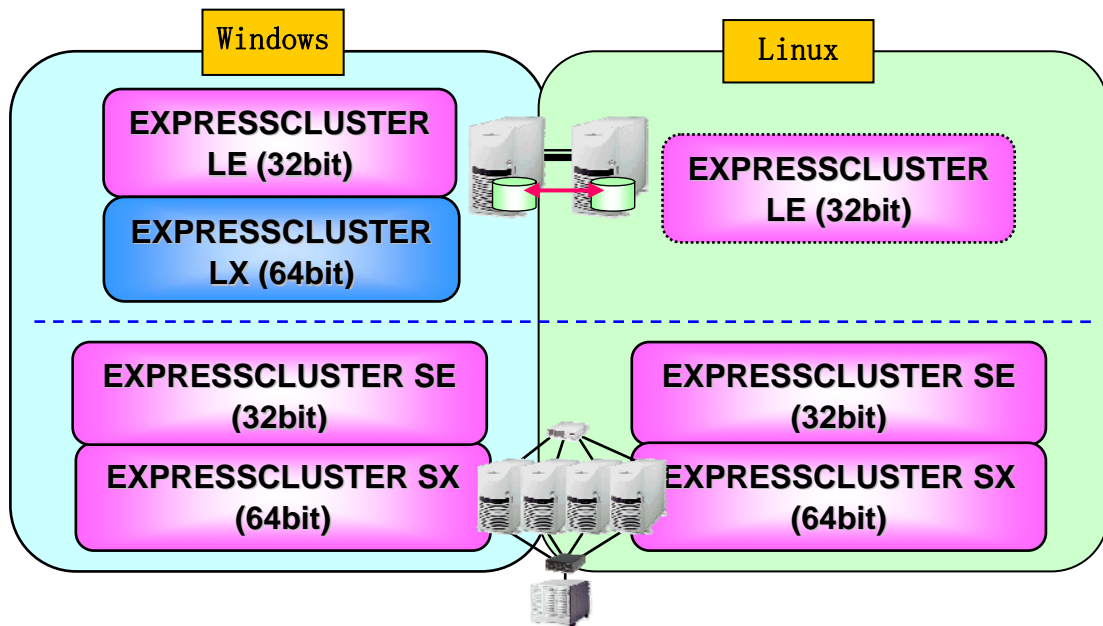 Windows
Linux
EXPRESSCLUSTER
LE (32bit)
EXPRESSCLUSTER
LX (64bit)
EXPRESSCLUSTER
LE (32bit)
EXPRESSCLUSTER SE
(32bit)
EXPRESSCLUSTER SX
(64bit)
EXPRESSCLUSTER SE
(32bit)
EXPRESSCLUSTER SX
(64bit)